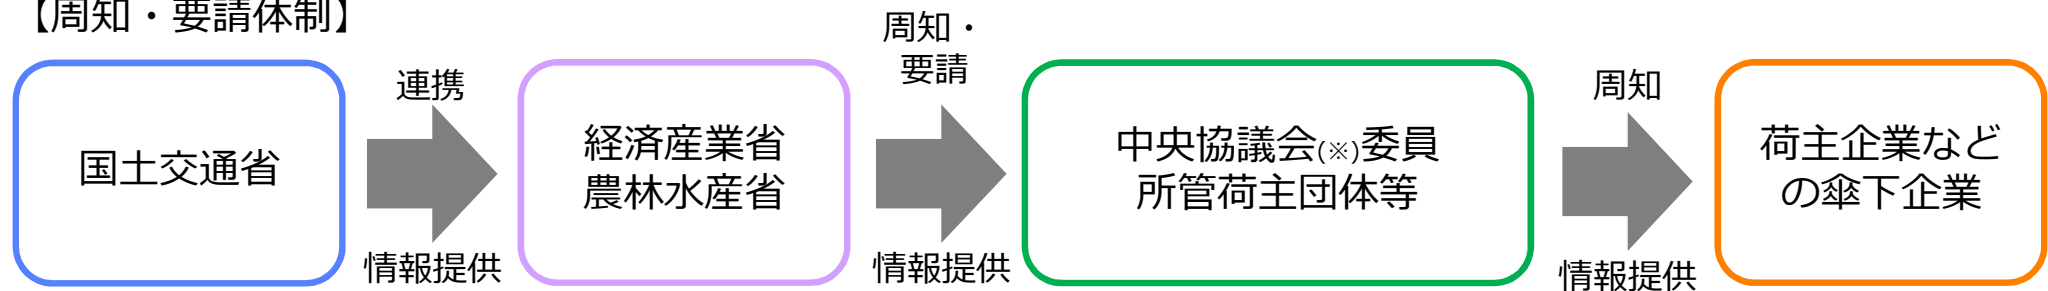 【周知・要請体制】
国土交通省
連携
情報提供
経済産業省
農林水産省
周知・
要請
情報提供
中央協議会(※)委員
所管荷主団体等
周知
情報提供
荷主企業など
の傘下企業